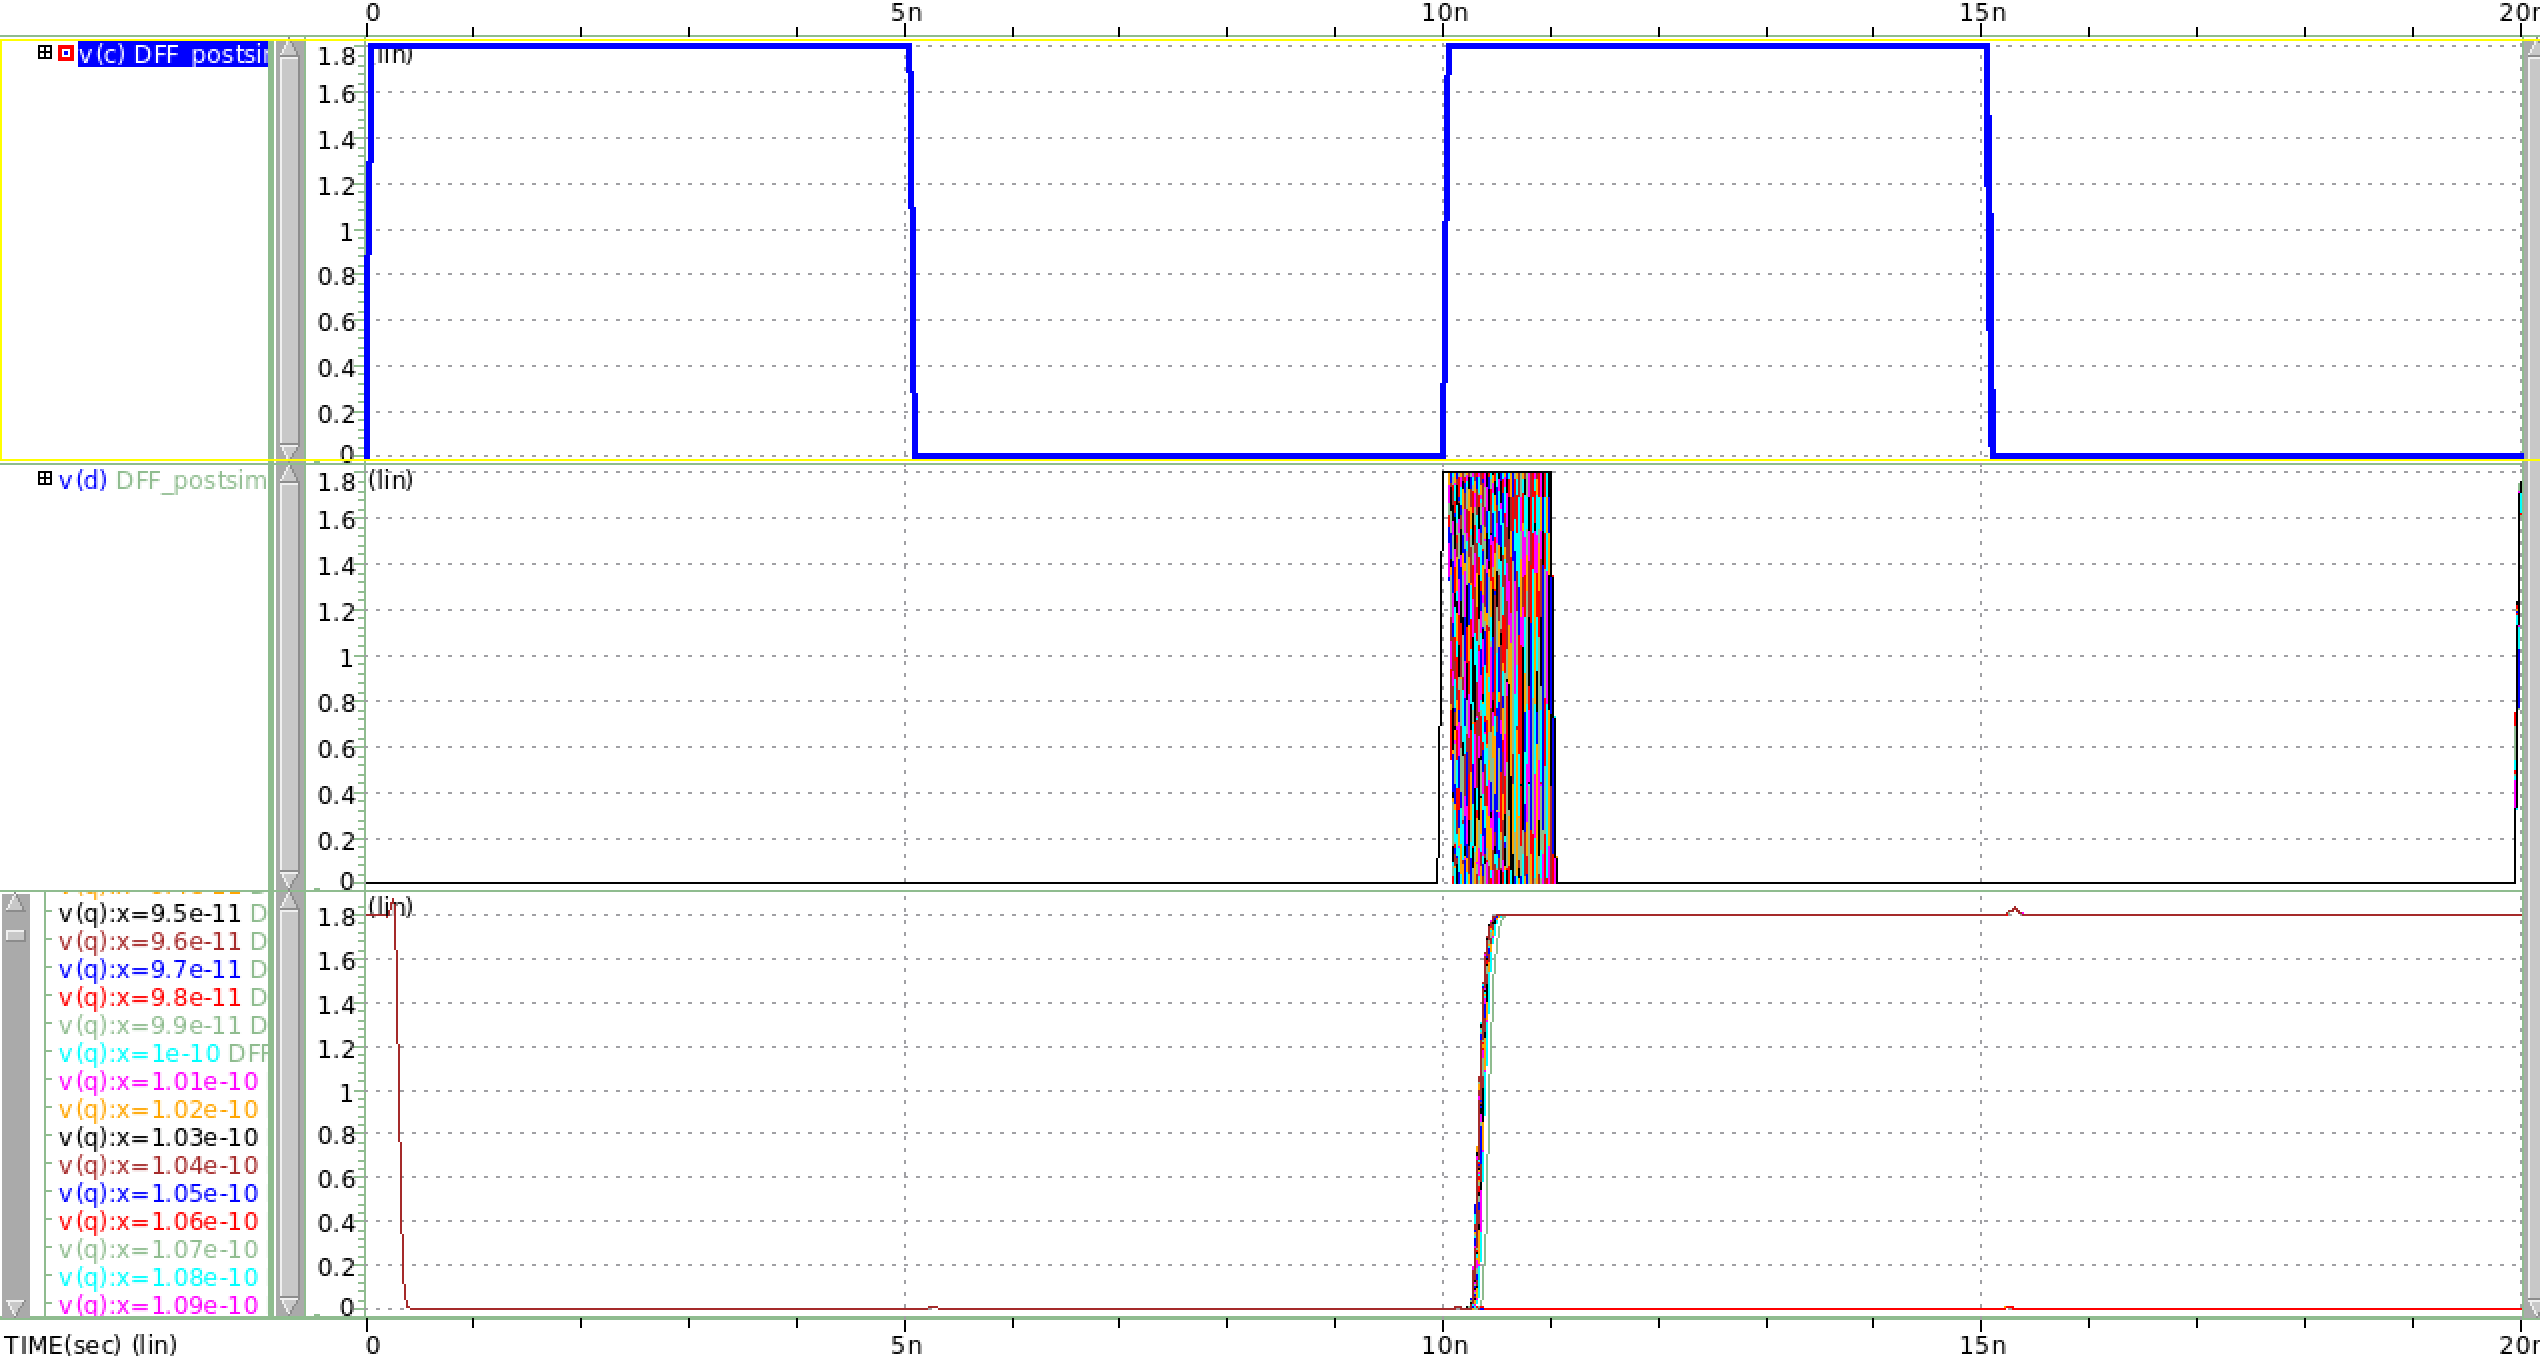 0 5n 10n 15n
v(c) DFF_postsi
(lin)
1.8
1.6
1.4
1.2
1
0.8
0.6
0.4
0.2
0
v(d) DFF_postsim
(lin)
1.8
1.6
1.4
1.2
1
0.8
0.6
0.4
0.2
0
(lin)
1.8
1.6
1.4
1.2
1
0.8
0.6
0.4
0.2
0
v(q):x=9.5e-11 D
v(q):x=9.6e-11 D
v(q):x=9.7e-11 D
v(q):x=9.8e-11 D
v(q):x=9.9e-11 D
v(q):x=1e-10 DFF
v(q):x=1.01e-10
v(q):x=1.02e-10
v(q):x=1.03e-10
v(q):x=1.04e-10
v(q):x=1.05e-10
v(q):x=1.06e-10
v(q):x=1.07e-10
v(q):x=1.08e-10
v(q):x=1.09e-10
TIME(sec) (lin) 0 5n 10n 15n